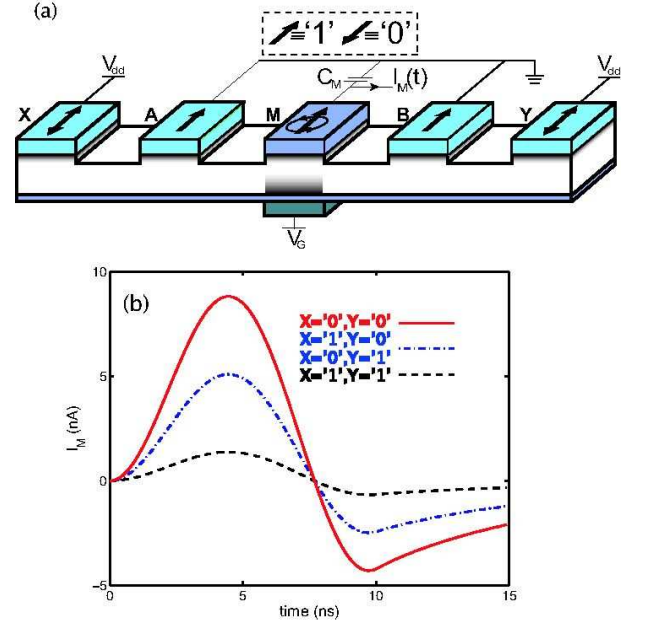 (a)
≡'1' ≡'0'
V_dd C_M I_M(t) V_dd
X A M B Y
V_G
(b)
X='0',Y='0'
X='1',Y='0'
X='0',Y='1'
X='1',Y='1'
10
5
0
−5
I_M (nA)
0 5 10 15
time (ns)